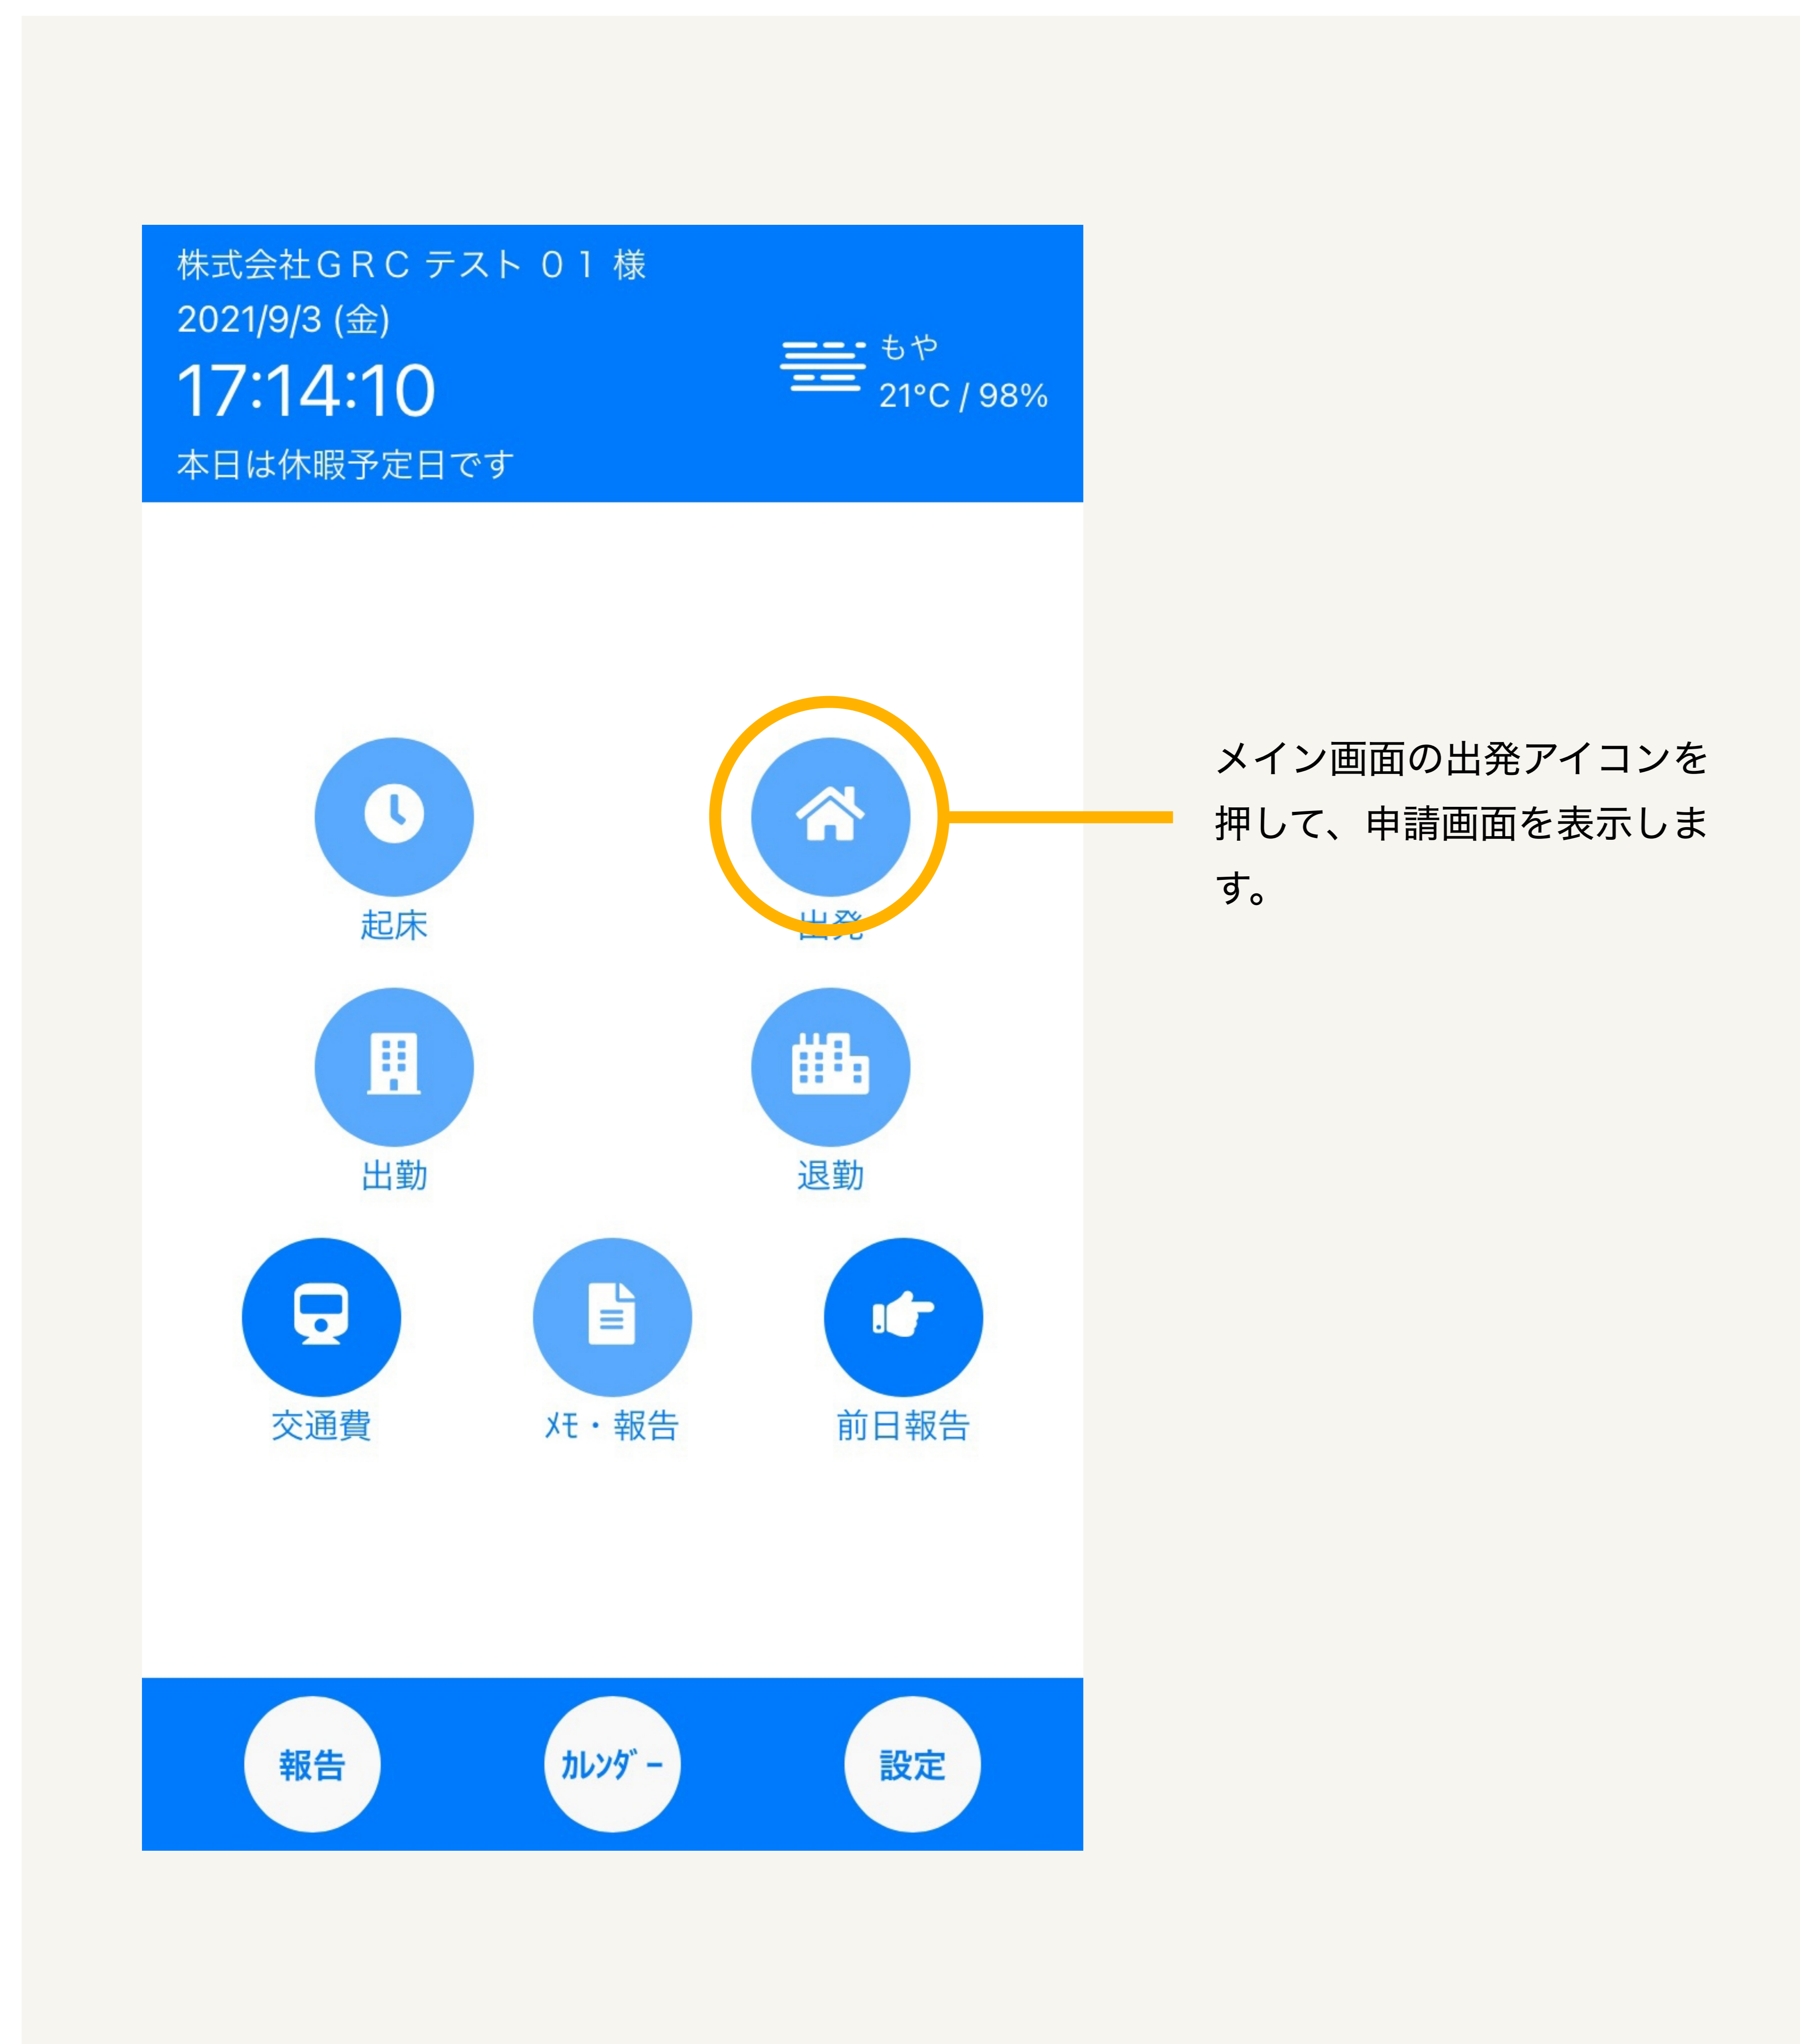 株式会社ＧＲＣ テスト ０１ 様
2021/9/3 (金)
17:14:10
本日は休暇予定日です
もや
21°C / 98%
起床
出発
メイン画面の出発アイコンを
押して、申請画面を表示しま
す。
出勤
退勤
交通費
ﾒﾓ・報告
前日報告
報告
ｶﾚﾝﾀﾞｰ
設定